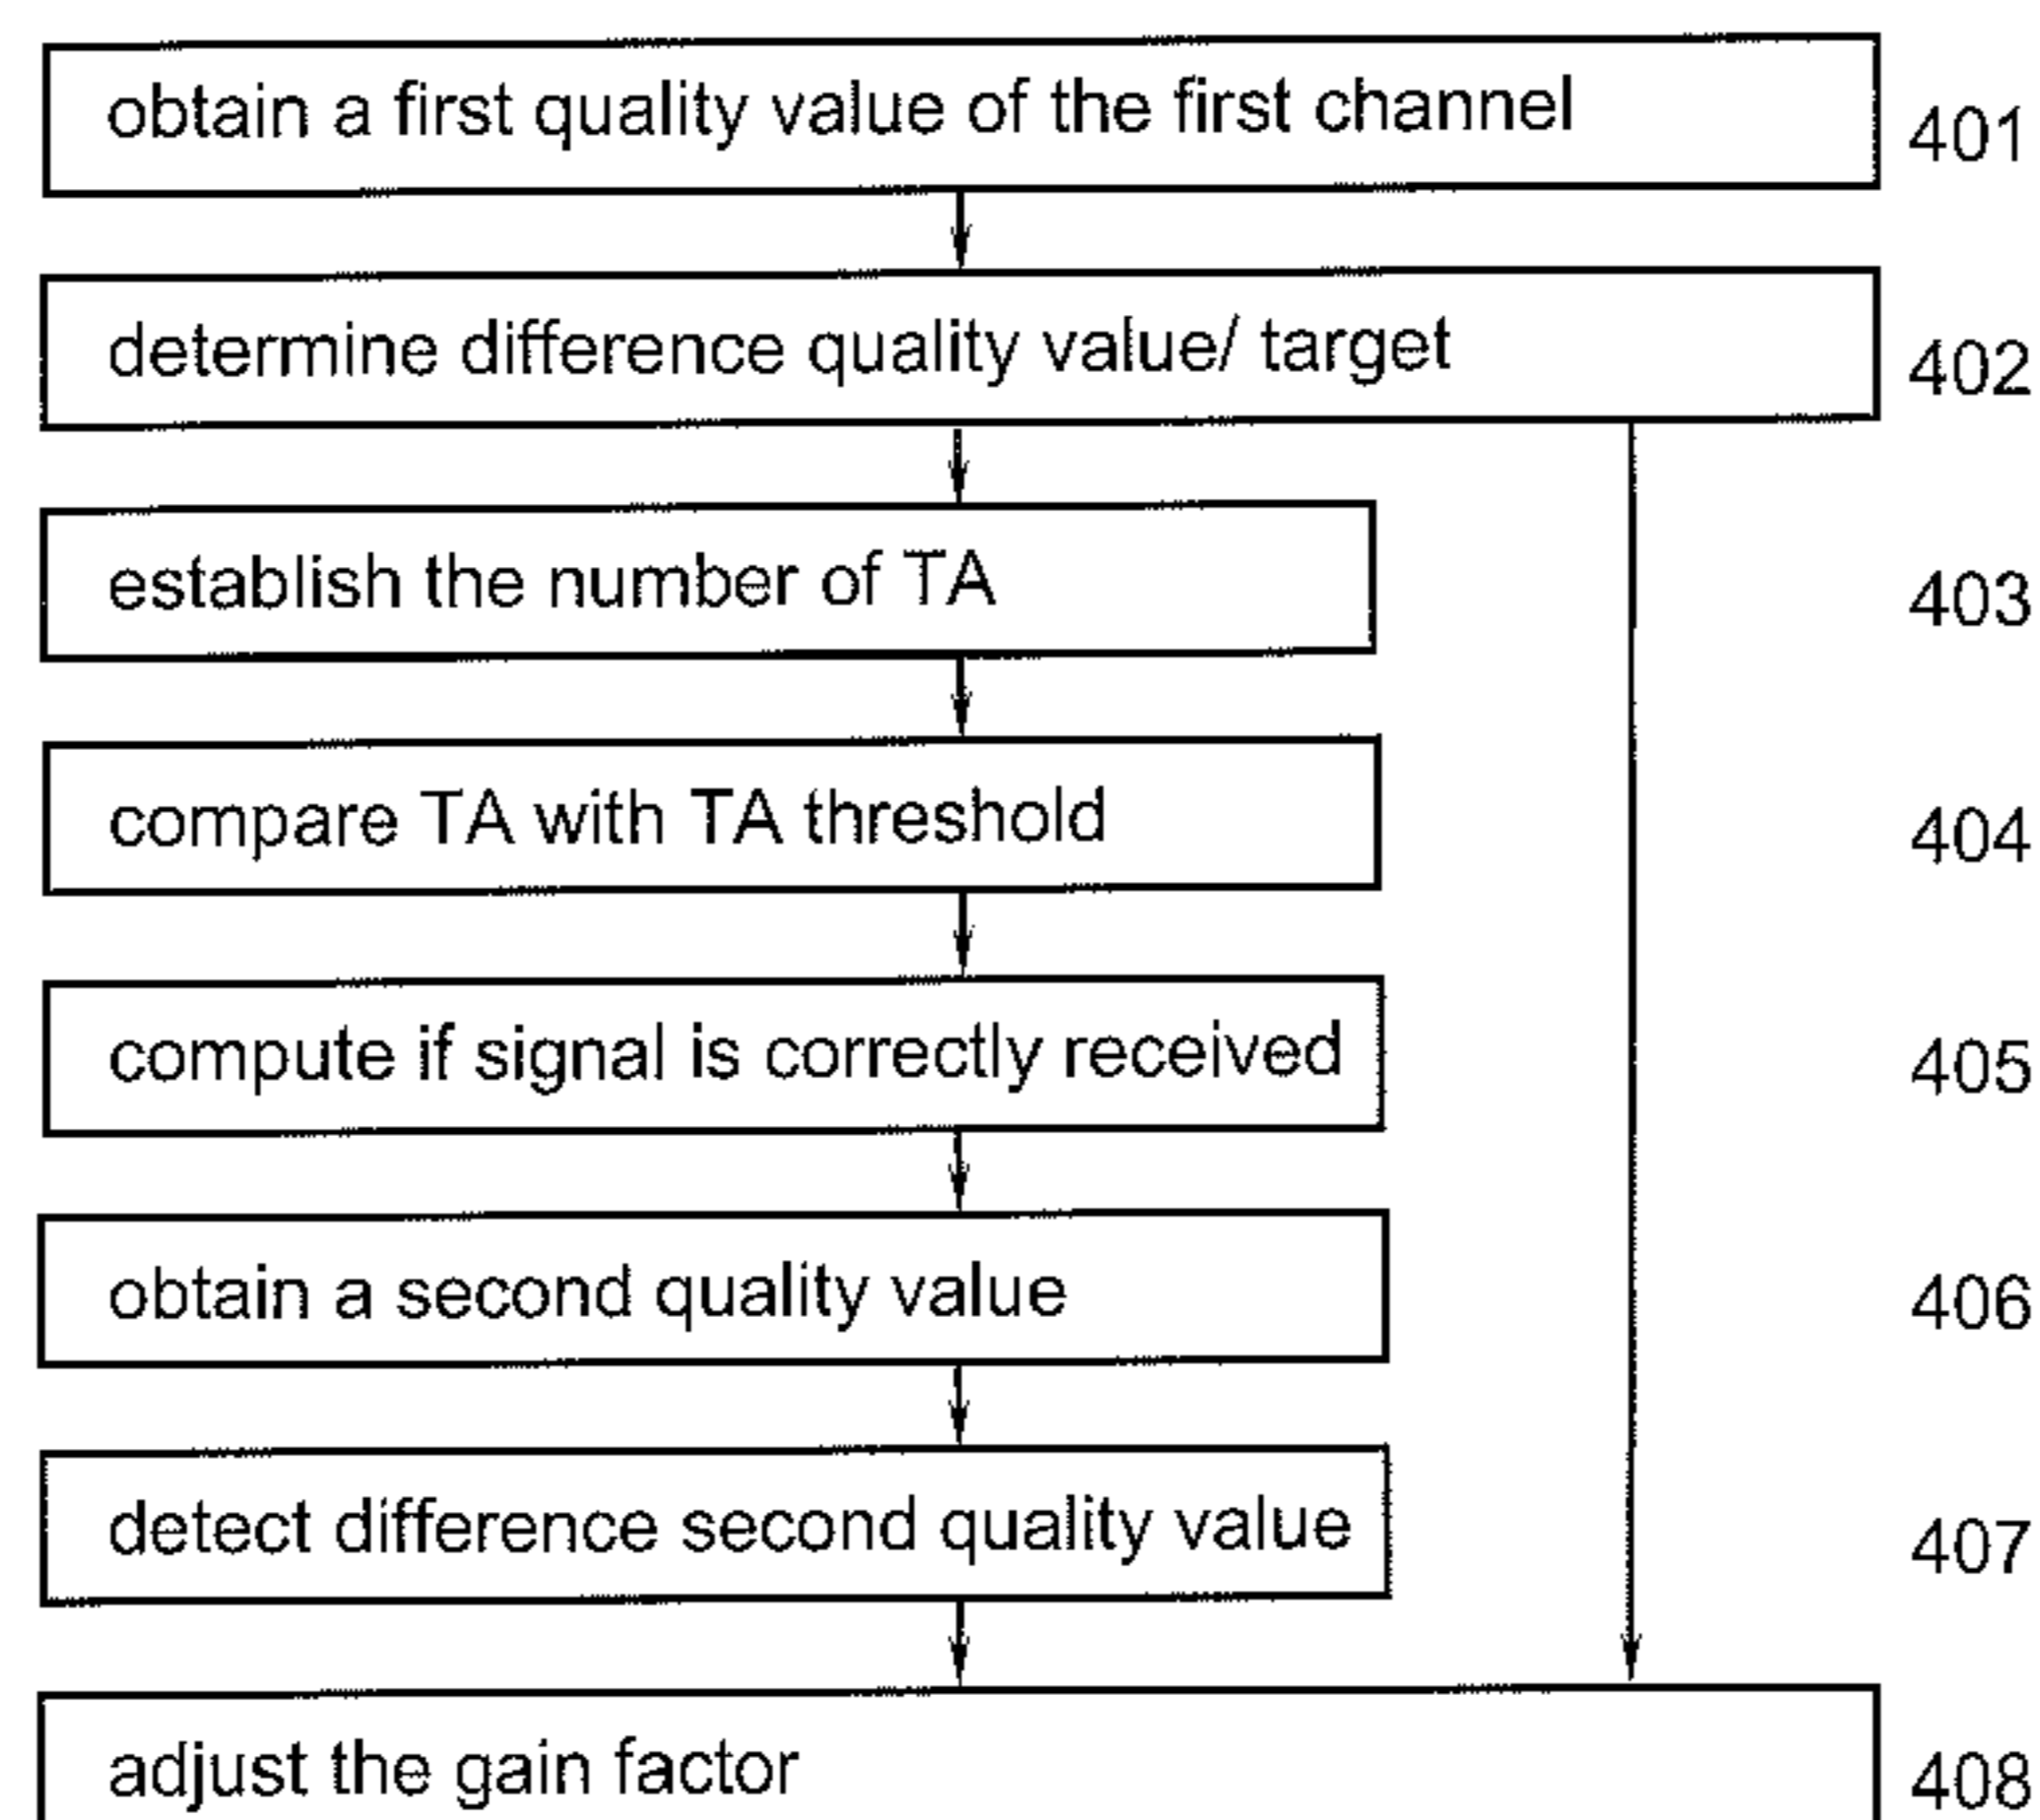 obtain a first quality value of the first channel 401
determine difference quality value/ target 402
establish the number of TA 403
compare TA with TA threshold 404
compute if signal is correctly received 405
obtain a second quality value 406
detect difference second quality value 407
adjust the gain factor 408